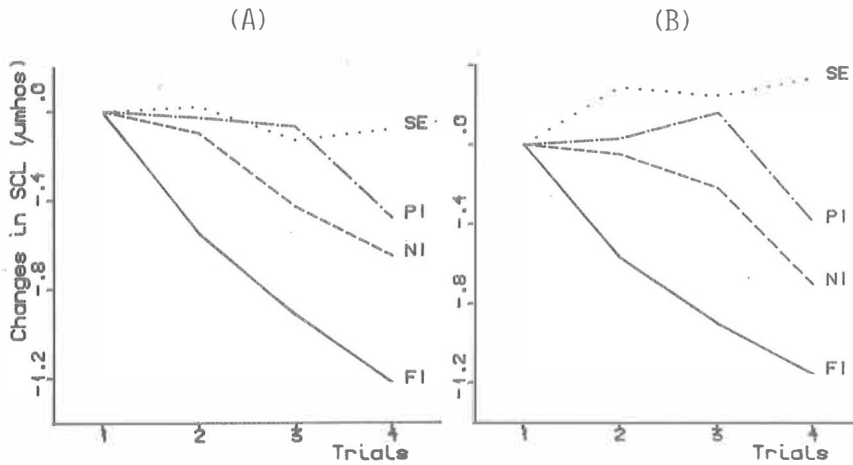 (A)
(B)
Changes in SCL (μmhos)
.0
-.4
-.8
-1.2
SE
PI
NI
FI
1
2
3
4
Trials
.0
-.4
-.8
-1.2
SE
PI
NI
FI
1
2
3
4
Trials